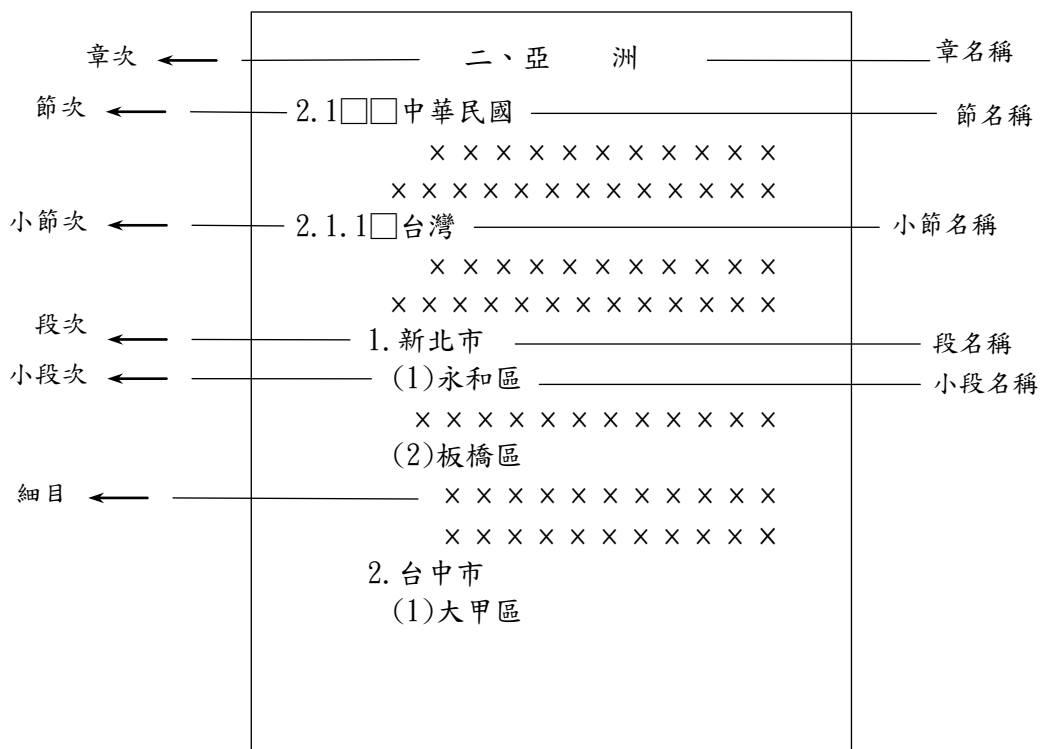 章次 二、亞 洲 章名稱
節次 2.1□□中華民國 節名稱
× × × × × × × × × × ×
× × × × × × × × × × × ×
小節次 2.1.1□台灣 小節名稱
× × × × × × × × × × ×
× × × × × × × × × × × ×
段次 1.新北市 段名稱
小段次 (1)永和區 小段名稱
× × × × × × × × × × × ×
(2)板橋區
細目 × × × × × × × × × × ×
× × × × × × × × × × ×
2.台中市
(1)大甲區